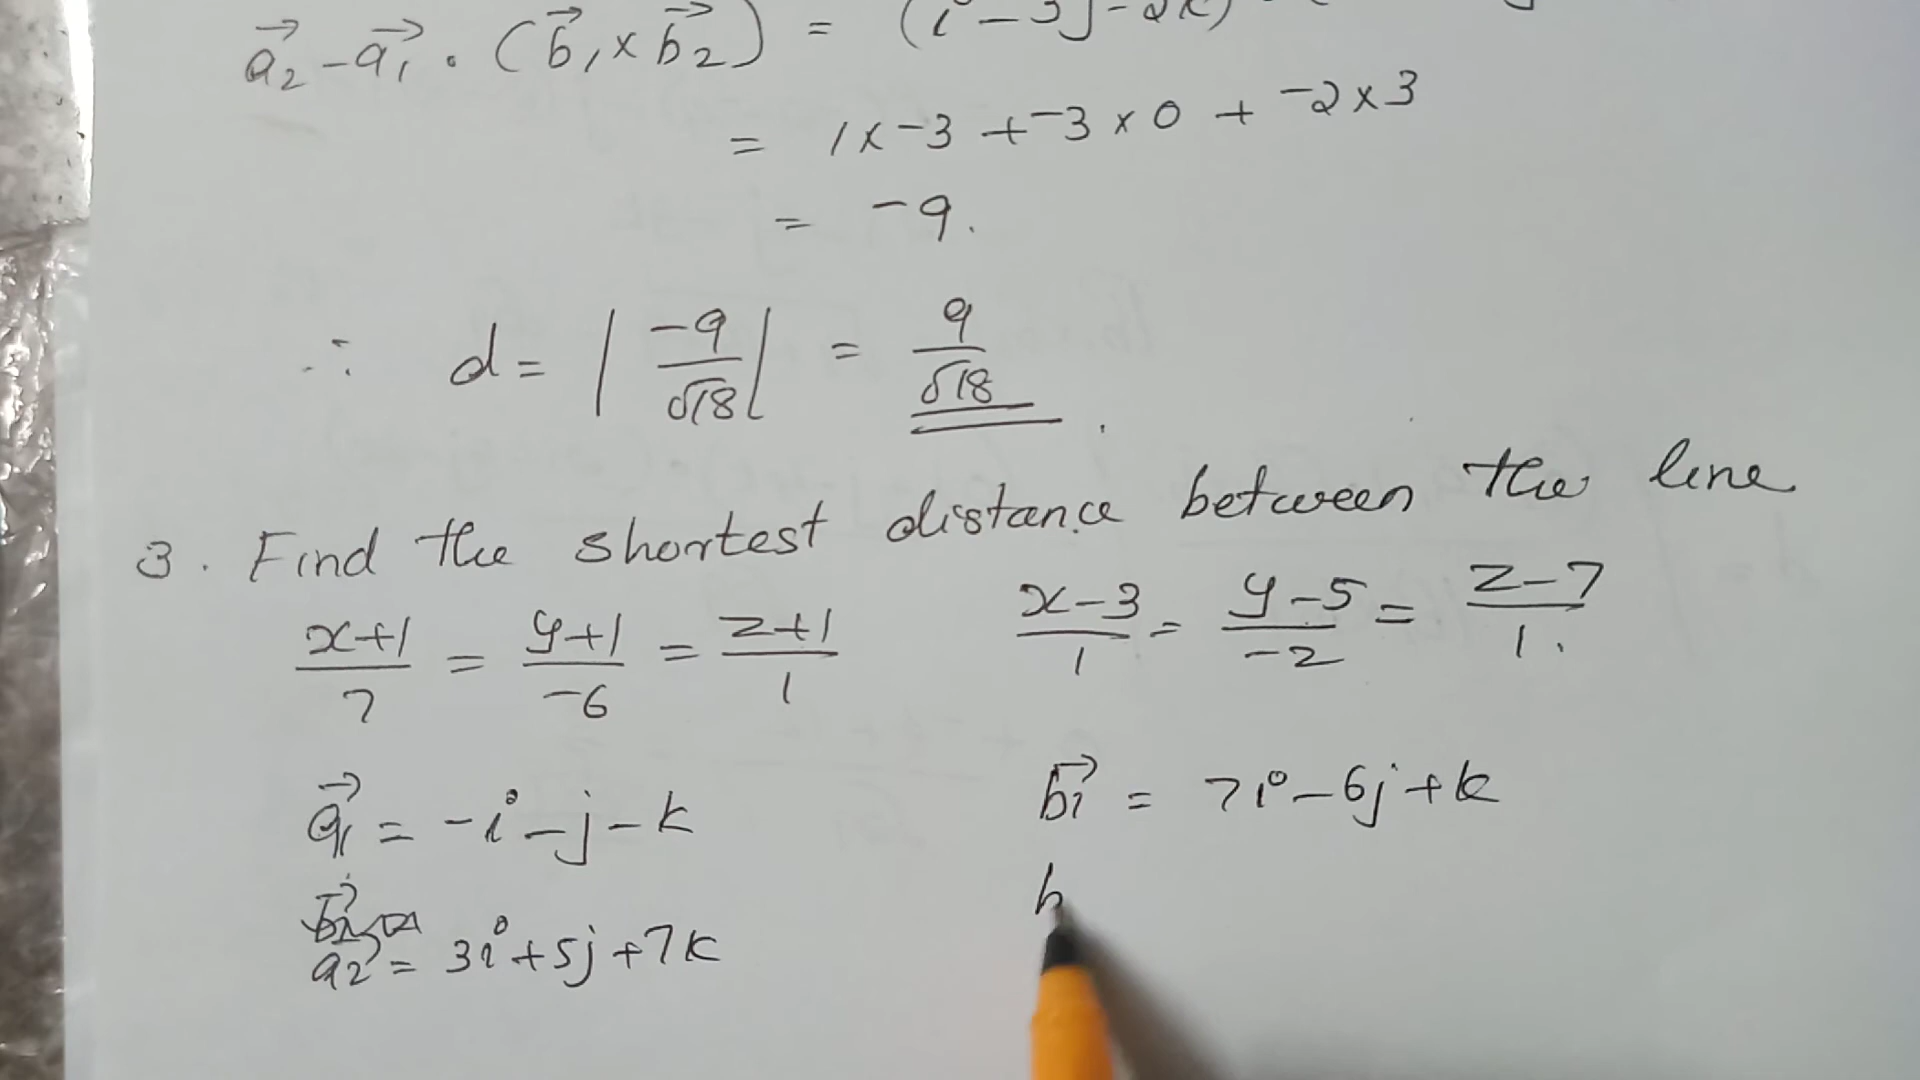 a₂ – a₁ · (b₁ × b₂) = (i – 3j – 2k)
= 1 × –3 + –3 × 0 + –2 × 3
= –9.
∴ d = | –9/√18 | = 9/√18 .
3. Find the shortest distance between the line
x+1/7 = y+1/–6 = z+1/1 x–3/1 = y–5/–2 = z–7/1.
a₁ = –i – j – k b₁ = 7i – 6j + k
a₂ = 3i + 5j + 7k b